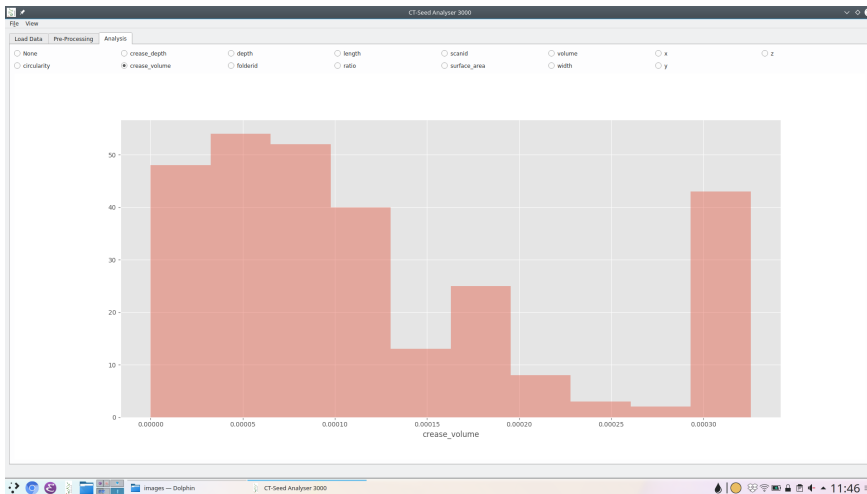 CT-Seed Analyser 3000
File View
Load Data Pre-Processing Analysis
None crease_depth depth length scanid volume x z
circularity crease_volume folderid ratio surface_area width y
50
40
30
20
10
0
0.00000 0.00005 0.00010 0.00015 0.00020 0.00025 0.00030
crease_volume
images — Dolphin CT-Seed Analyser 3000 11:46